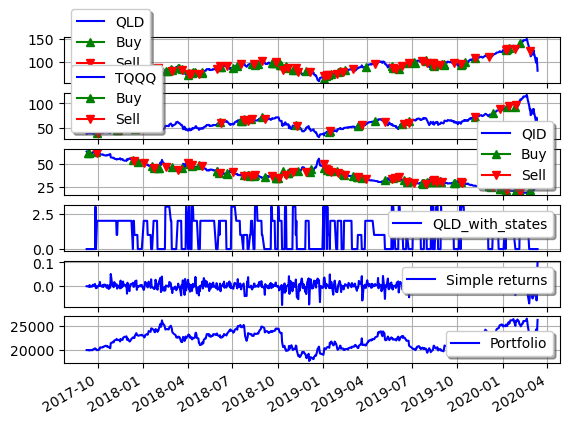 QLD
Buy
Sell
150
100
TQQQ
Buy
Sell
100
50
QID
Buy
Sell
50
25
2.5
0.0
QLD_with_states
0.1
0.0
Simple returns
25000
20000
Portfolio
2017-10 2018-01 2018-04 2018-07 2018-10 2019-01 2019-04 2019-07 2019-10 2020-01 2020-04